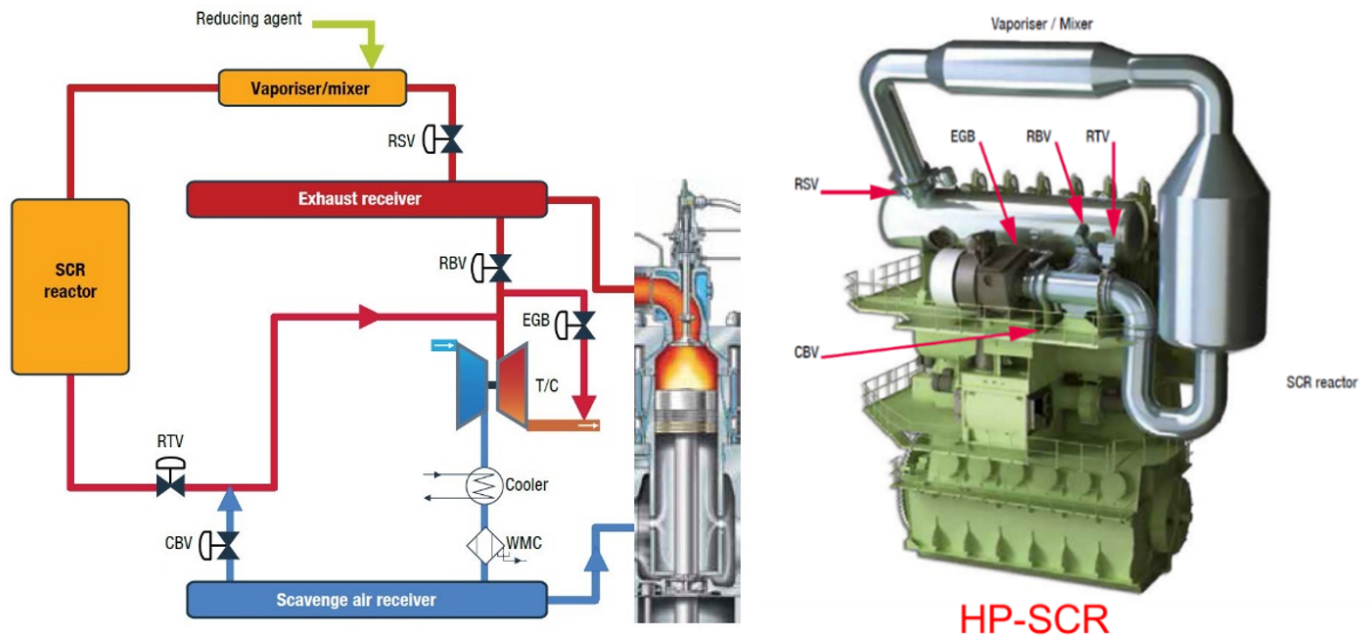 Reducing agent
Vaporiser/mixer
RSV
Exhaust receiver
SCR
reactor
RBV
EGB
T/C
RTV
Cooler
CBV
WMC
Scavenge air receiver
Vaporiser / Mixer
EGB
RBV
RTV
RSV
CBV
SCR reactor
HP-SCR